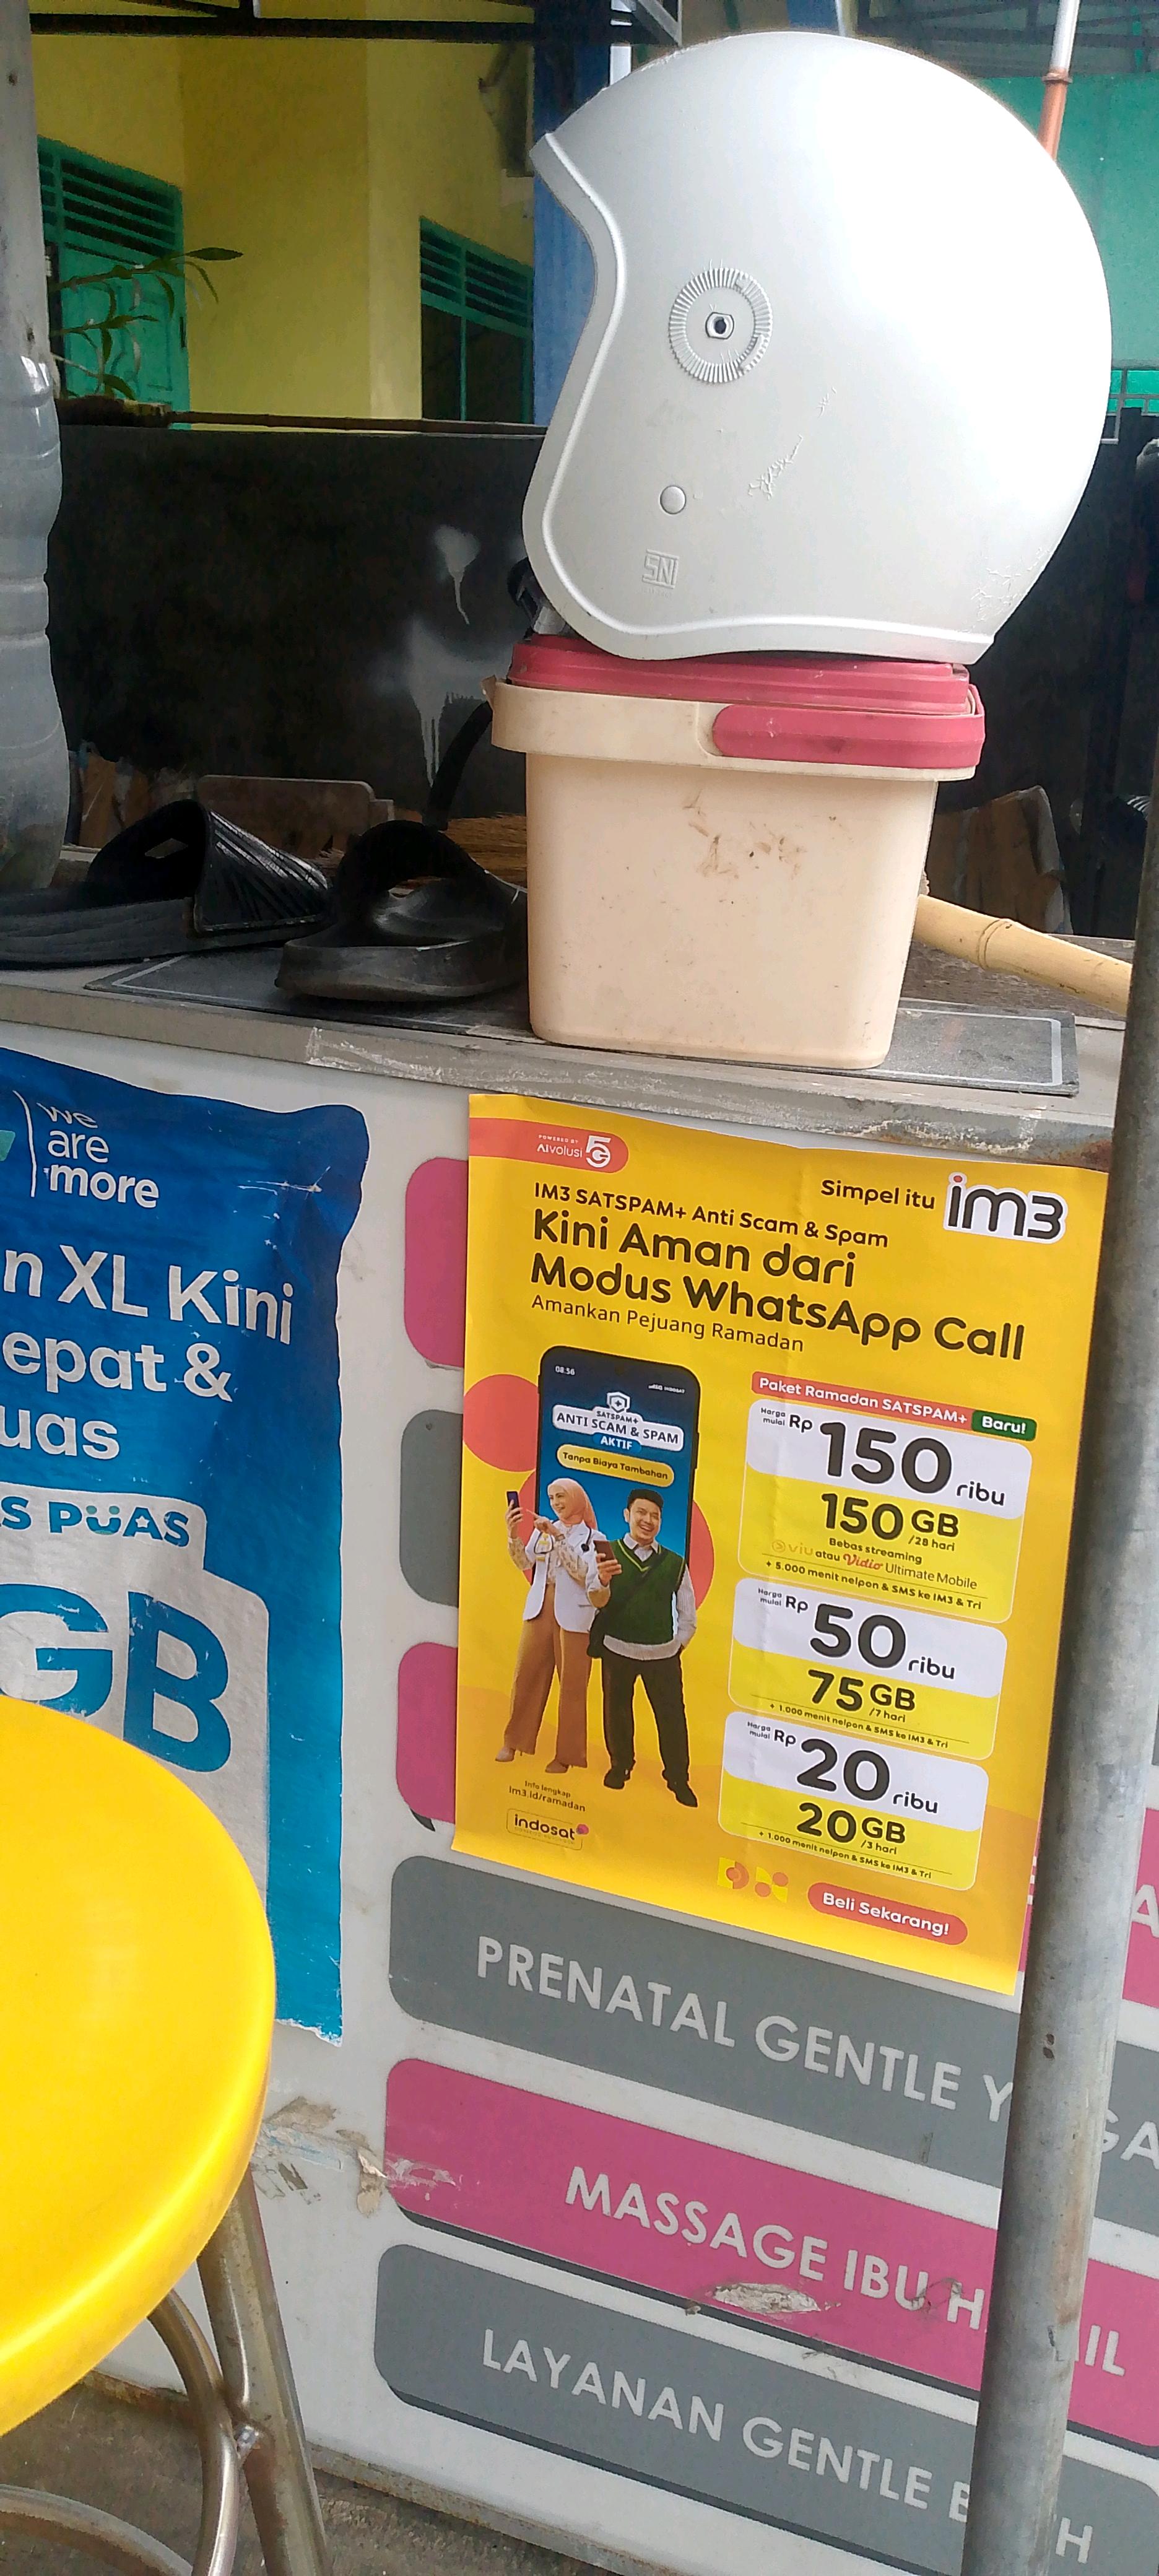 SNI
we
are
more
n XL Kini
epat &
uas
S PUAS
GB
POWERED BY
AIvolusi 5G
Simpel itu im3
IM3 SATSPAM+ Anti Scam & Spam
Kini Aman dari
Modus WhatsApp Call
Amankan Pejuang Ramadan
08.56
SATSPAM+
ANTI SCAM & SPAM
AKTIF
Tanpa Biaya Tambahan
Paket Ramadan SATSPAM+ Baru!
Harga mulai Rp 150 ribu
150 GB /28 hari
Bebas streaming
viu atau Vidio Ultimate Mobile
+ 5.000 menit nelpon & SMS ke IM3 & Tri
Harga mulai Rp 50 ribu
75 GB /7 hari
+ 1.000 menit nelpon & SMS ke IM3 & Tri
Harga mulai Rp 20 ribu
20 GB /3 hari
+ 1.000 menit nelpon & SMS ke IM3 & Tri
Info lengkap
im3.id/ramadan
indosat
Beli Sekarang!
PRENATAL GENTLE Y GA
MASSAGE IBU H IL
LAYANAN GENTLE B H